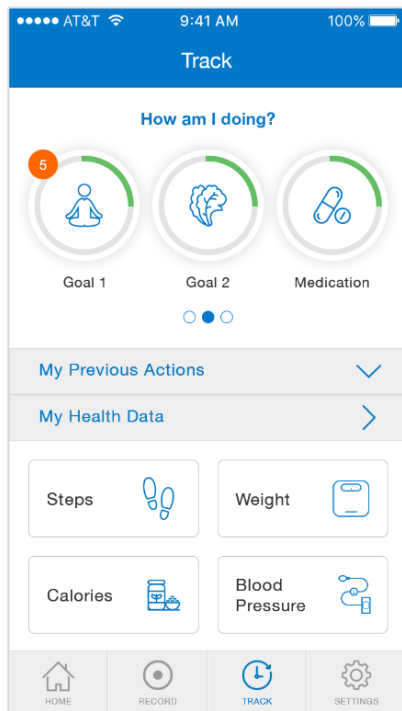 AT&T 9:41 AM 100%
Track
How am I doing?
5
Goal 1 Goal 2 Medication
My Previous Actions
My Health Data
Steps Weight
Calories Blood
Pressure
HOME RECORD TRACK SETTINGS